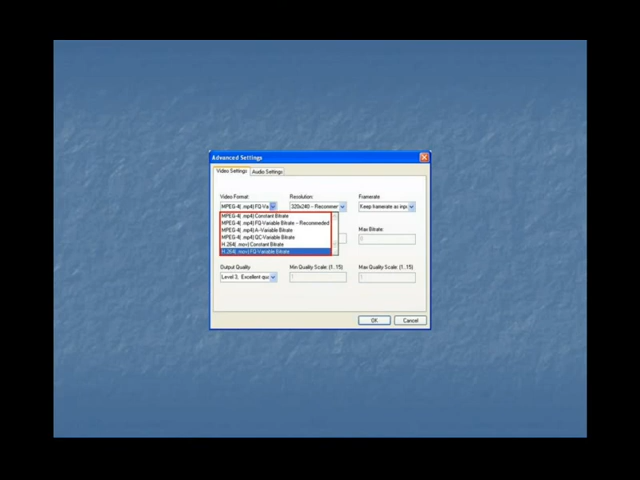 Advanced Settings
Video Settings
Audio Settings
Video Format:
Resolution:
Framerate
MPEG-4( .mp4) FQ-Va
320x240 -- Recommer
Keep framerate as inpu
MPEG-4( .mp4) Constant Bitrate
MPEG-4( .mp4) FQ-Variable Bitrate -- Recommeded
MPEG-4( .mp4) A--Variable Bitrate
MPEG-4( .mp4) QC-Variable Bitrate
H.264( .mov) Constant Bitrate
H.264( .mov) FQ-Variable Bitrate
Max Bitrate:
Output Quality
Min Quality Scale: (1..15)
Max Quality Scale: (1..15)
Level 3, Excellent qu
OK
Cancel